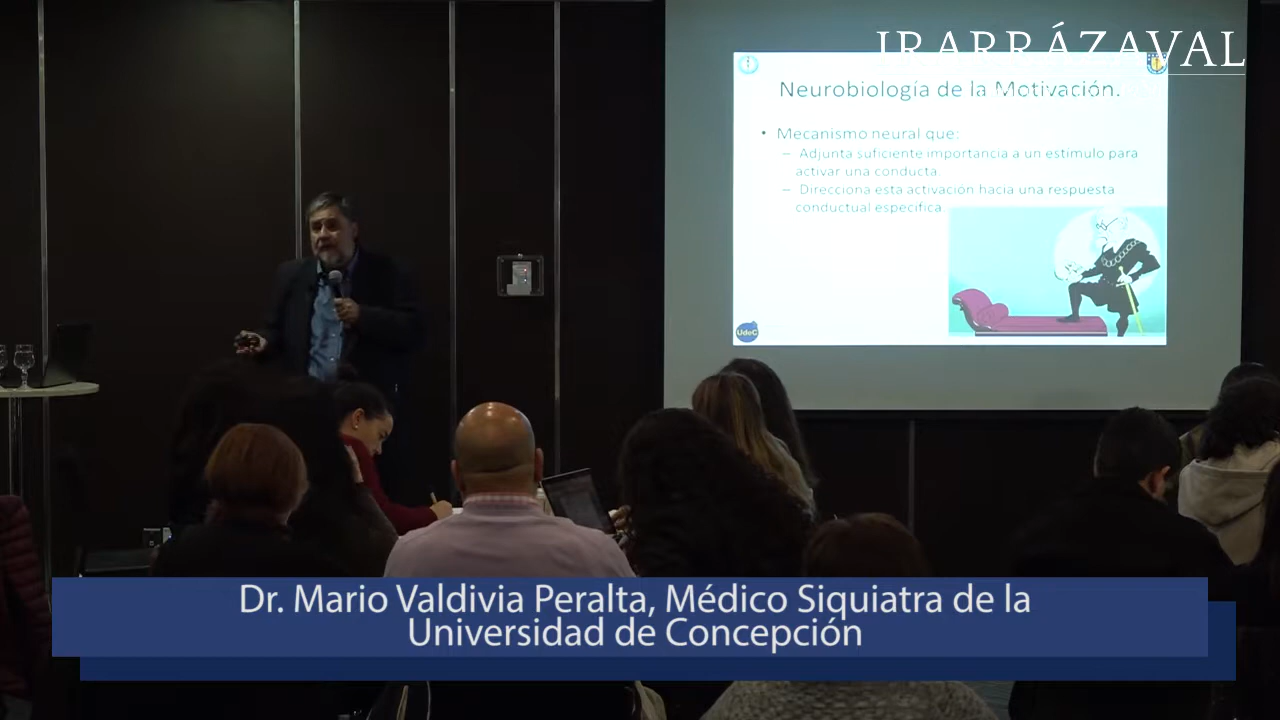 IRARRÁZAVAL
Neurobiología de la Motivación.
• Mecanismo neural que:
– Adjunta suficiente importancia a un estímulo para
activar una conducta.
– Direcciona esta activación hacia una respuesta
conductual específica
UdeC
Dr. Mario Valdivia Peralta, Médico Siquiatra de la
Universidad de Concepción